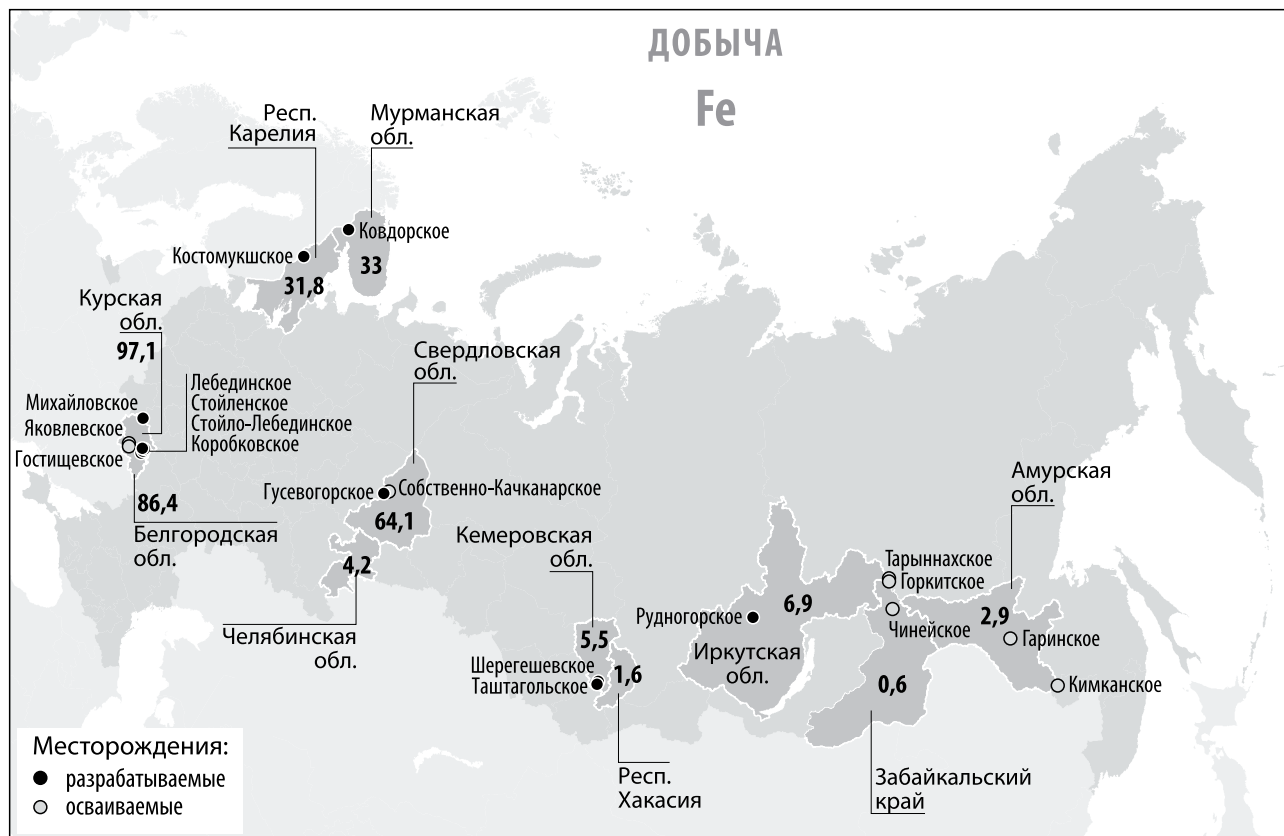 ДОБЫЧА
Fe
Респ.
Карелия
Мурманская
обл.
Ковдорское
Костомукшское
33
31,8
Курская
обл.
97,1
Свердловская
обл.
Лебединское
Стойленское
Стойло-Лебединское
Коробковское
Михайловское
Яковлевское
Гостищевское
86,4
Белгородская
обл.
Гусевогорское
Собственно-Качканарское
64,1
4,2
Челябинская
обл.
Кемеровская
обл.
5,5
Шерегешевское
Таштагольское
1,6
Респ.
Хакасия
Рудногорское
6,9
Иркутская
обл.
Амурская
обл.
Тарыннахское
Горкитское
Чинейское
2,9
Гаринское
Кимканское
0,6
Забайкальский
край
Месторождения:
разрабатываемые
осваиваемые